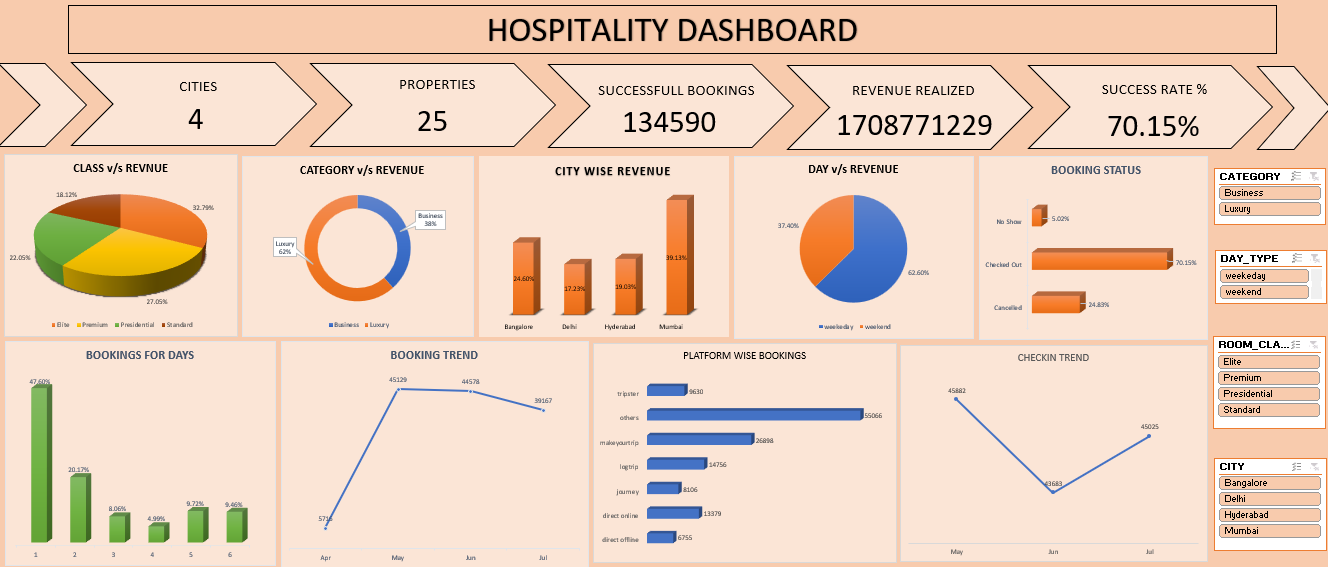 HOSPITALITY DASHBOARD
CITIES
4
PROPERTIES
25
SUCCESSFULL BOOKINGS
134590
REVENUE REALIZED
1708771229
SUCCESS RATE %
70.15%
CLASS v/s REVNUE
18.12%
32.79%
22.05%
27.05%
Elite Premium Presidential Standard
CATEGORY v/s REVENUE
Business
38%
Luxury
62%
Business Luxury
CITY WISE REVENUE
24.60%
17.23%
19.03%
39.13%
Bangalore Delhi Hyderabad Mumbai
DAY v/s REVENUE
37.40%
62.60%
weekeday weekend
BOOKING STATUS
No Show 5.02%
Checked Out 70.15%
Cancelled 24.83%
CATEGORY
Business
Luxury
DAY_TYPE
weekeday
weekend
ROOM_CLA...
Elite
Premium
Presidential
Standard
CITY
Bangalore
Delhi
Hyderabad
Mumbai
BOOKINGS FOR DAYS
47.60%
20.17%
8.06%
4.99%
9.72%
9.46%
1 2 3 4 5 6
BOOKING TREND
45129
44578
39167
5716
Apr May Jun Jul
PLATFORM WISE BOOKINGS
tripster 9630
others 55066
makeyourtrip 26898
logtrip 14756
journey 8106
direct online 13379
direct offline 6755
CHECKIN TREND
45882
43683
45025
May Jun Jul